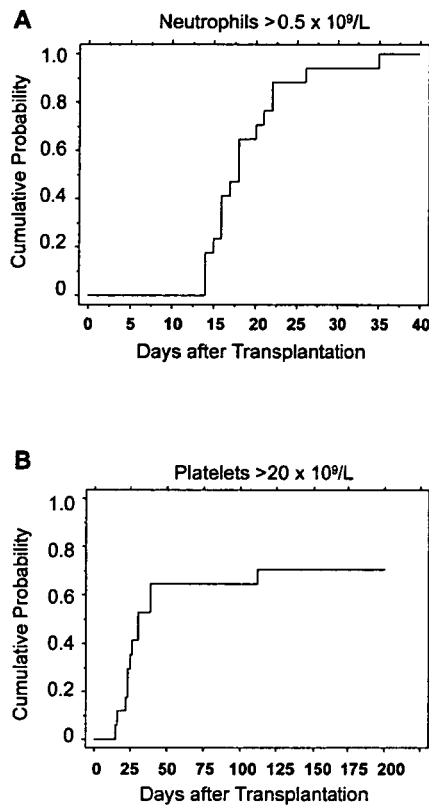 A
Neutrophils >0.5 x 10⁹/L
Cumulative Probability
1.0
0.8
0.6
0.4
0.2
0
0 5 10 15 20 25 30 35 40
Days after Transplantation
B
Platelets >20 x 10⁹/L
Cumulative Probability
1.0
0.8
0.6
0.4
0.2
0
0 25 50 75 100 125 150 175 200
Days after Transplantation